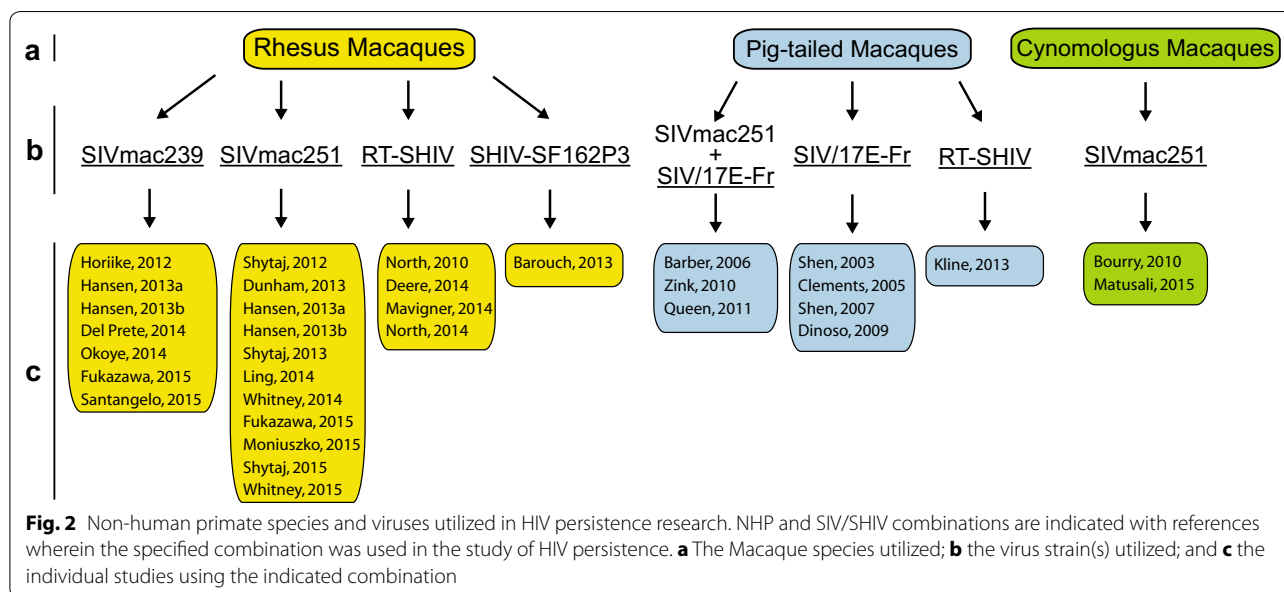 a
Rhesus Macaques
Pig-tailed Macaques
Cynomologus Macaques
b
SIVmac239
SIVmac251
RT-SHIV
SHIV-SF162P3
SIVmac251
+
SIV/17E-Fr
SIV/17E-Fr
RT-SHIV
SIVmac251
c
Horiike, 2012
Hansen, 2013a
Hansen, 2013b
Del Prete, 2014
Okoye, 2014
Fukazawa, 2015
Santangelo, 2015
Shytaj, 2012
Dunham, 2013
Hansen, 2013a
Hansen, 2013b
Shytaj, 2013
Ling, 2014
Whitney, 2014
Fukazawa, 2015
Moniuszko, 2015
Shytaj, 2015
Whitney, 2015
North, 2010
Deere, 2014
Mavigner, 2014
North, 2014
Barouch, 2013
Barber, 2006
Zink, 2010
Queen, 2011
Shen, 2003
Clements, 2005
Shen, 2007
Dinoso, 2009
Kline, 2013
Bourry, 2010
Matusali, 2015
Fig. 2 Non-human primate species and viruses utilized in HIV persistence research. NHP and SIV/SHIV combinations are indicated with references
wherein the specified combination was used in the study of HIV persistence. a The Macaque species utilized; b the virus strain(s) utilized; and c the
individual studies using the indicated combination